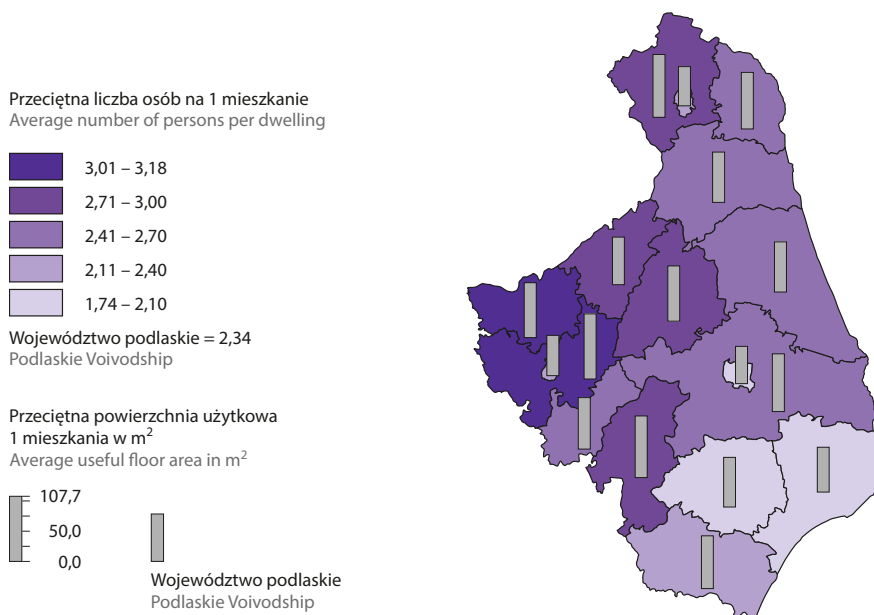 Przeciętna liczba osób na 1 mieszkanie
Average number of persons per dwelling
3,01 – 3,18
2,71 – 3,00
2,41 – 2,70
2,11 – 2,40
1,74 – 2,10
Województwo podlaskie = 2,34
Podlaskie Voivodship
Przeciętna powierzchnia użytkowa
1 mieszkania w m²
Average useful floor area in m²
107,7
50,0
0,0
Województwo podlaskie
Podlaskie Voivodship